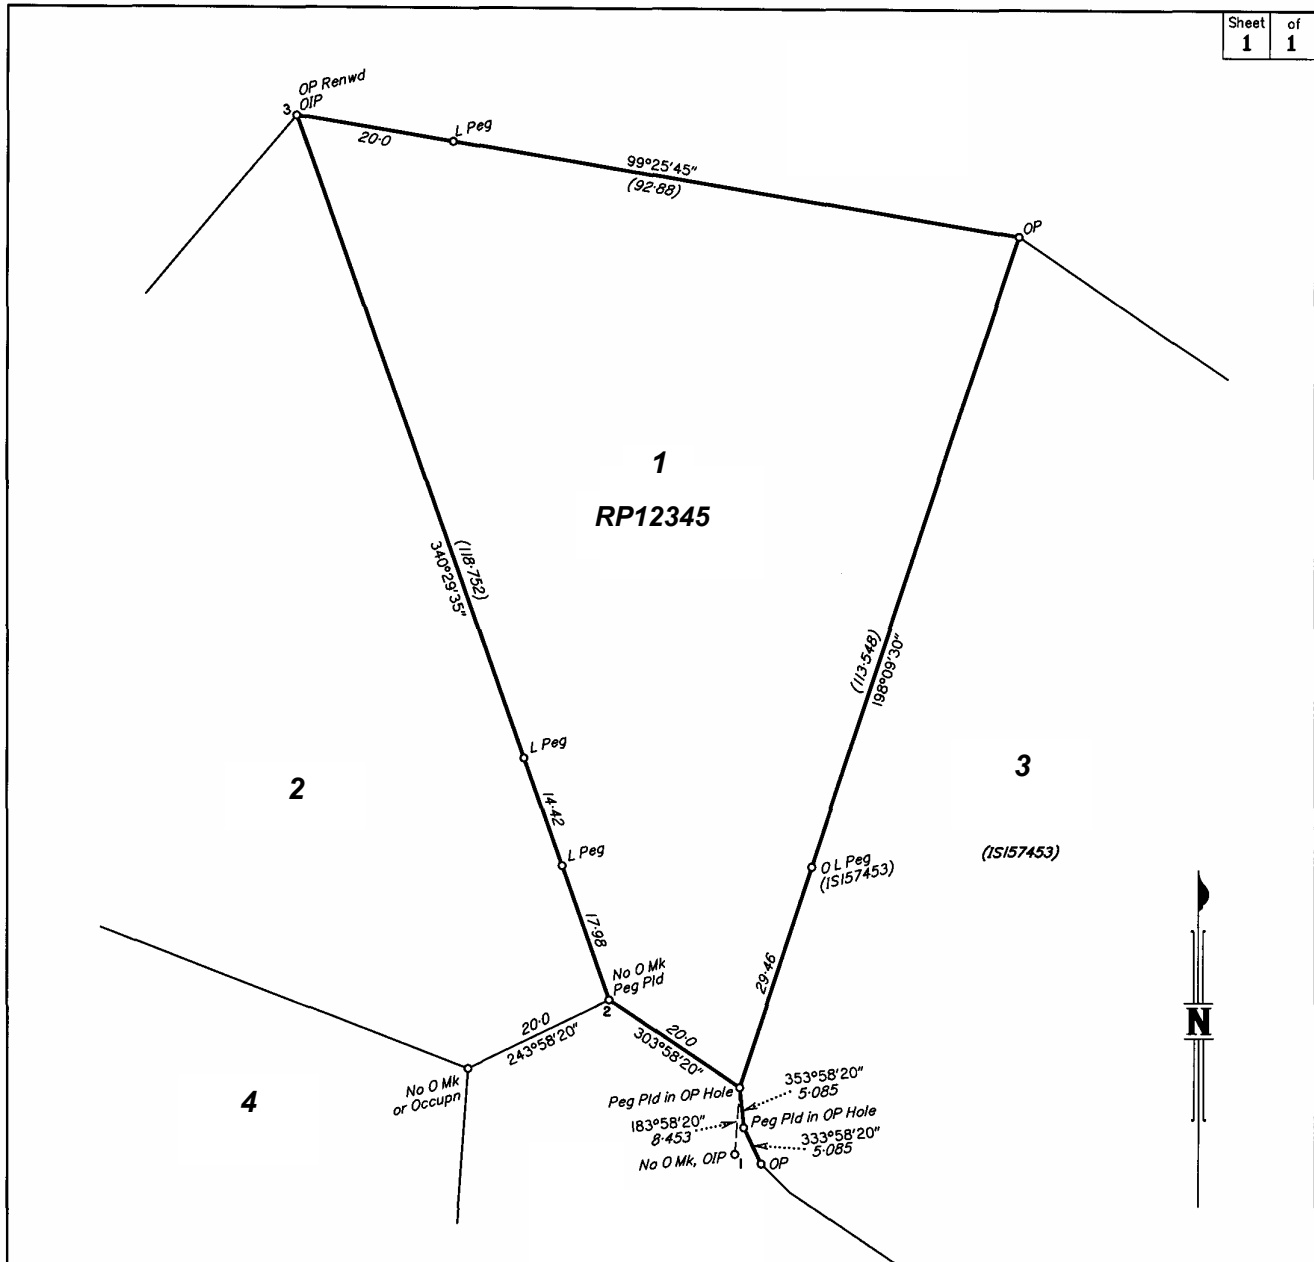 Sheet of
1 1
OP Renwd
3 OIP
L Peg
20·0
99°25'45"
(92·88)
OP
1
RP12345
(118·752)
340°29'35"
(113·548)
198°09'30"
L Peg
14·42
2
3
L Peg
O L Peg
(IS157453)
(IS157453)
17·98
29·46
No O Mk
Peg Pld
2
20·0
243°58'20"
20·0
303°58'20"
N
No O Mk
or Occupn
4
Peg Pld in OP Hole
353°58'20"
5·085
183°58'20"
8·453
Peg Pld in OP Hole
333°58'20"
5·085
No O Mk, OIP
1
OP